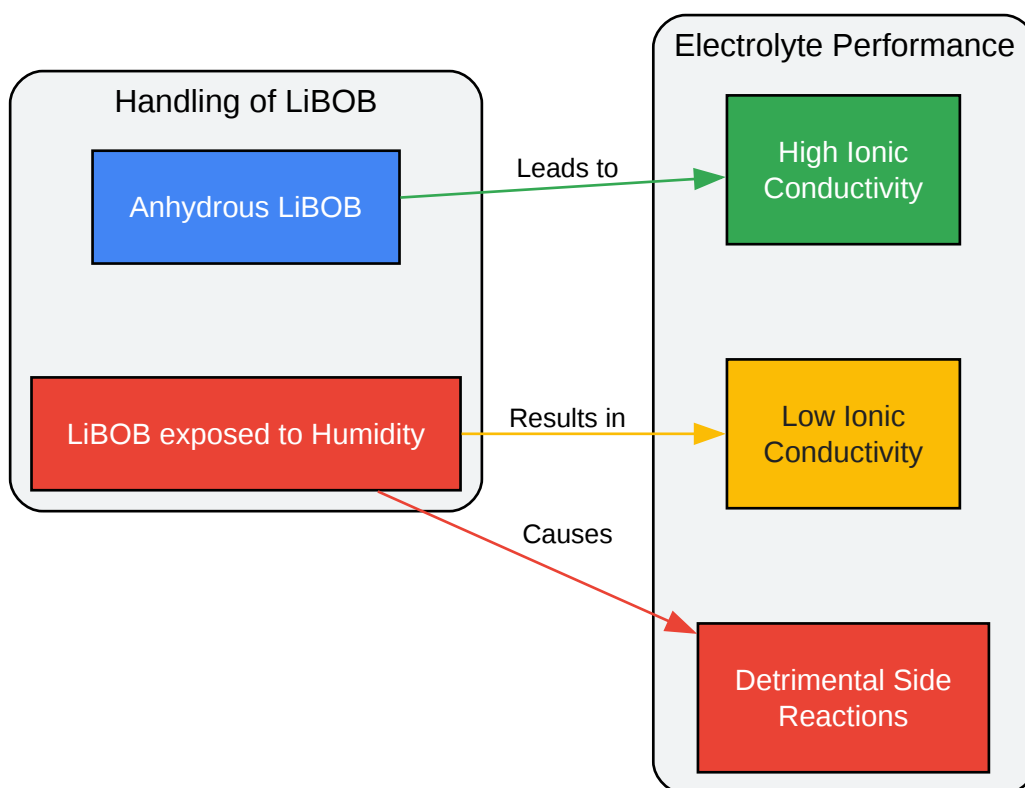 Handling of LiBOB
Anhydrous LiBOB
LiBOB exposed to Humidity
Leads to
Results in
Causes
Electrolyte Performance
High Ionic
Conductivity
Low Ionic
Conductivity
Detrimental Side
Reactions